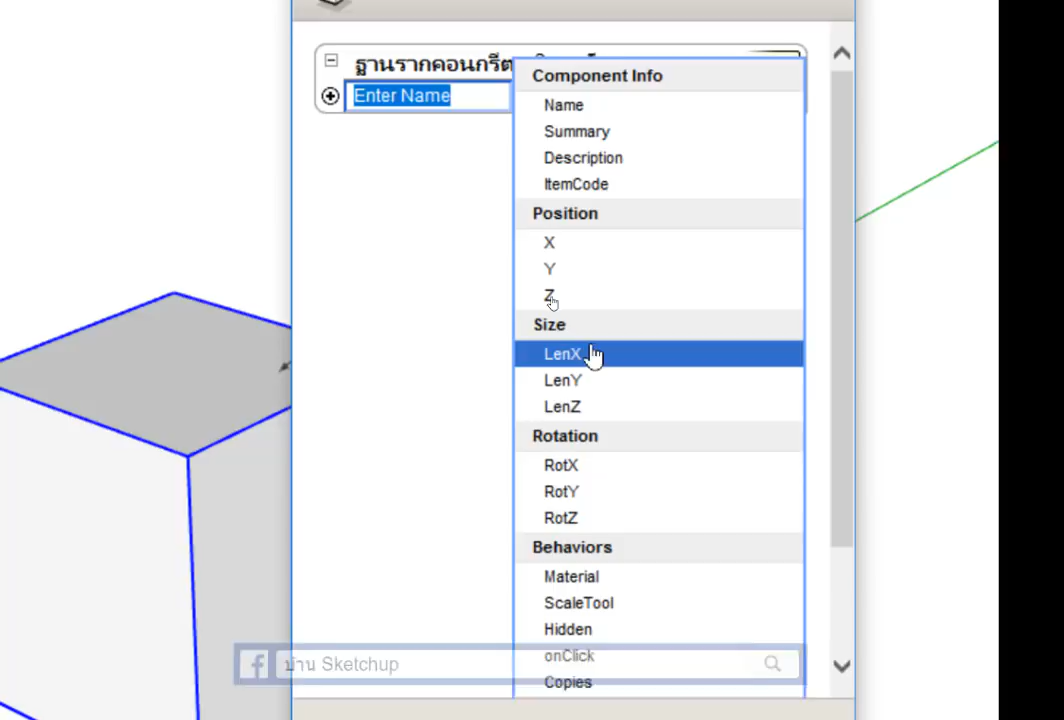 ฐานรากคอนกรีต
Enter Name
Component Info
Name
Summary
Description
ItemCode
Position
X
Y
Z
Size
LenX
LenY
LenZ
Rotation
RotX
RotY
RotZ
Behaviors
Material
ScaleTool
Hidden
onClick
f บ้าน Sketchup
Copies